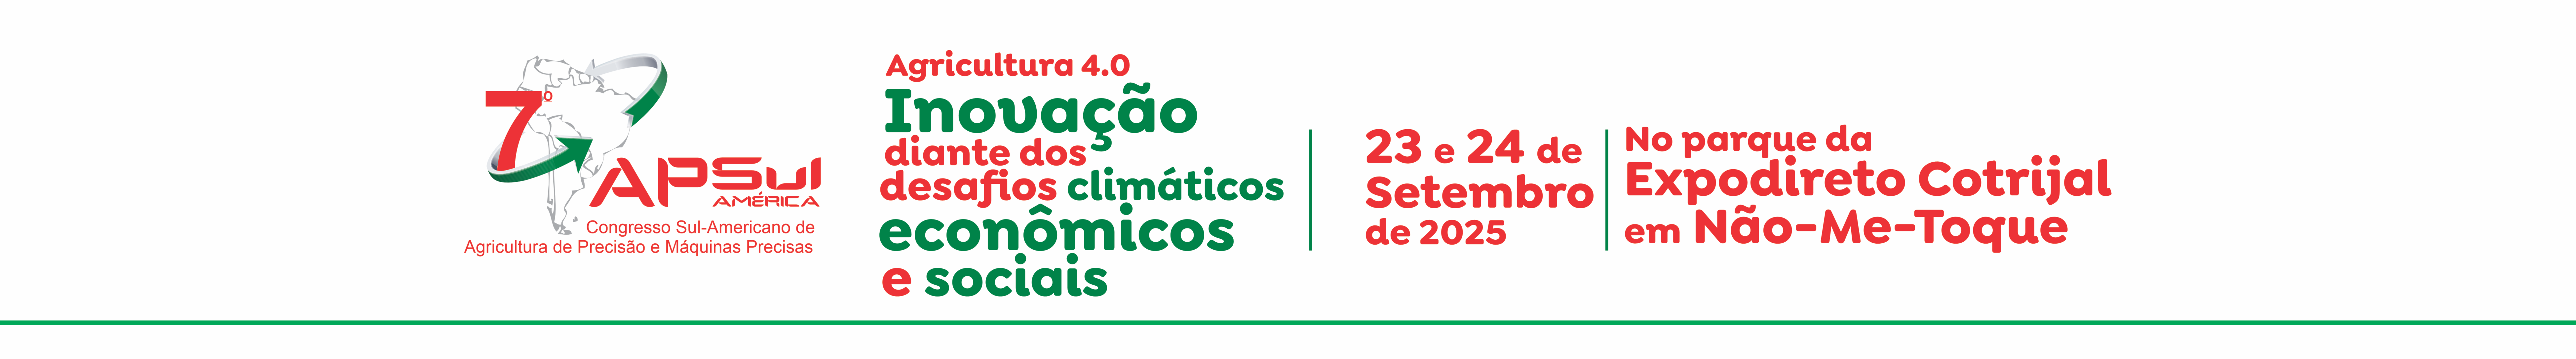 7º
APSul
AMÉRICA
Congresso Sul-Americano de
Agricultura de Precisão e Máquinas Precisas
Agricultura 4.0
Inovação
diante dos
desafios climáticos
econômicos
e sociais
23 e 24 de
Setembro
de 2025
No parque da
Expodireto Cotrijal
em Não-Me-Toque